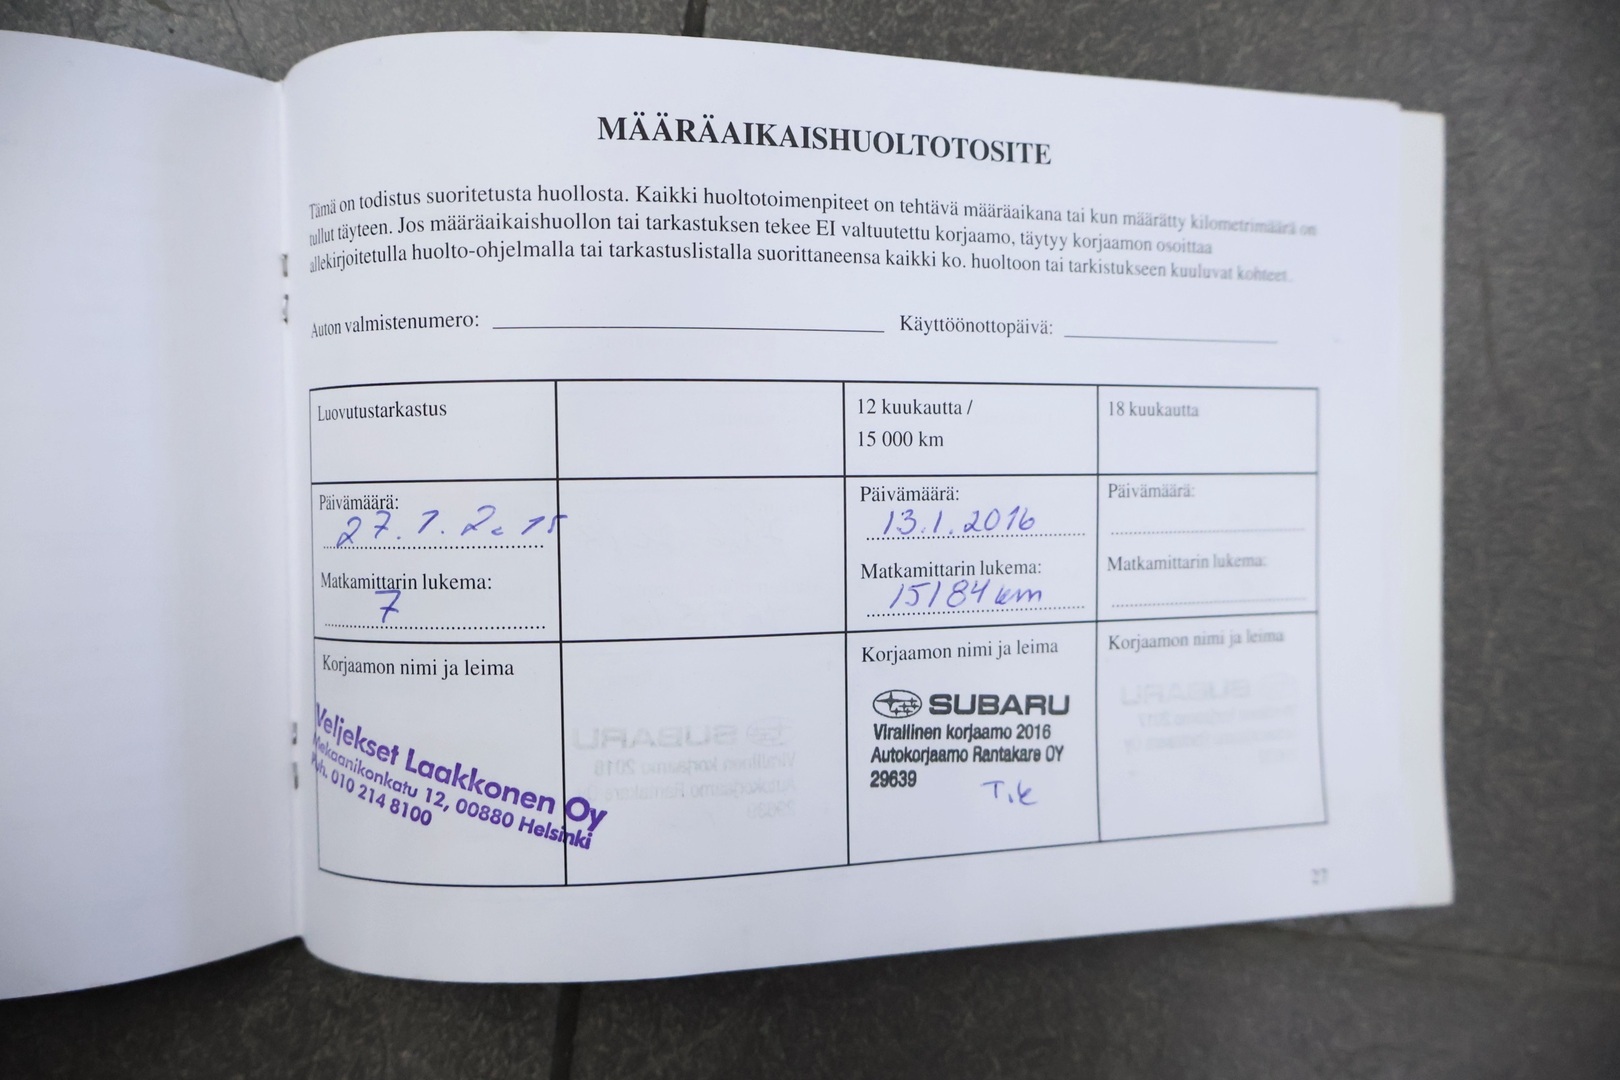 MÄÄRÄAIKAISHUOLTOTOSITE
Tämä on todistus suoritetusta huollosta. Kaikki huoltotoimenpiteet on tehtävä määräaikana tai kun määrätty kilometrimäärä on
tullut täyteen. Jos määräaikaishuollon tai tarkastuksen tekee EI valtuutettu korjaamo, täytyy korjaamon osoittaa
allekirjoitetulla huolto-ohjelmalla tai tarkastuslistalla suorittaneensa kaikki ko. huoltoon tai tarkistukseen kuuluvat kohteet.
Auton valmistenumero: Käyttöönottopäivä:
Luovutustarkastus
Päivämäärä:
27.1.2015
Matkamittarin lukema:
7
Korjaamon nimi ja leima
Veljekset Laakkonen Oy
Mekaanikonkatu 12, 00880 Helsinki
Puh. 010 214 8100
12 kuukautta /
15 000 km
Päivämäärä:
13.1.2016
Matkamittarin lukema:
15184 km
Korjaamon nimi ja leima
SUBARU
Virallinen korjaamo 2016
Autokorjaamo Rantakare OY
29639
T.k
18 kuukautta
Päivämäärä:
Matkamittarin lukema:
Korjaamon nimi ja leima
27